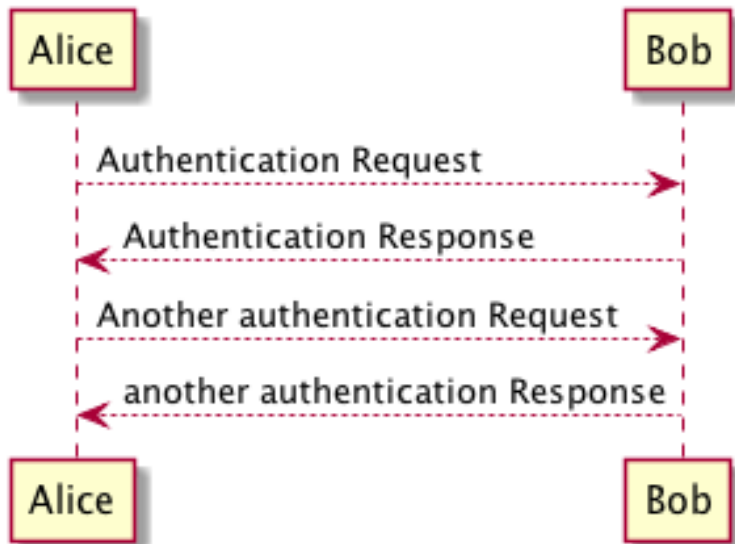 Alice Bob
Authentication Request
Authentication Response
Another authentication Request
another authentication Response
Alice Bob